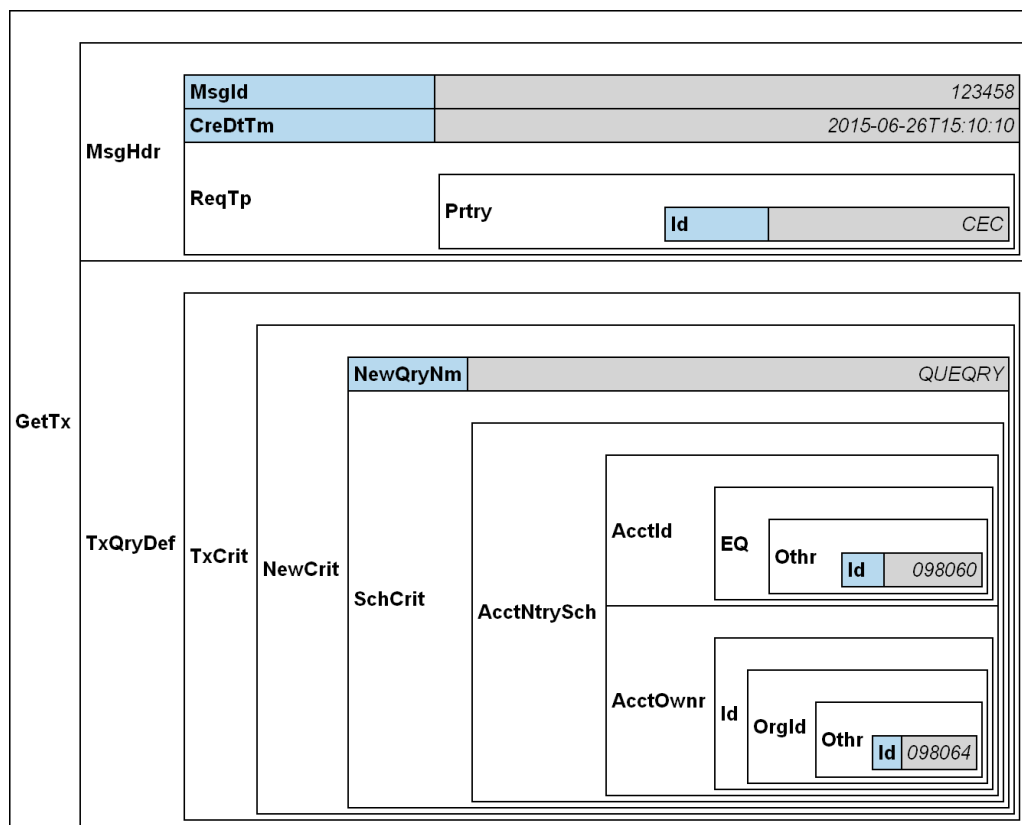 MsgId 123458
CreDtTm 2015-06-26T15:10:10
MsgHdr
ReqTp
Prtry
Id CEC
NewQryNm QUEQRY
GetTx
AcctId
EQ
Othr
Id 098060
TxQryDef
TxCrit
NewCrit
SchCrit
AcctNtrySch
AcctOwnr
Id
OrgId
Othr
Id 098064